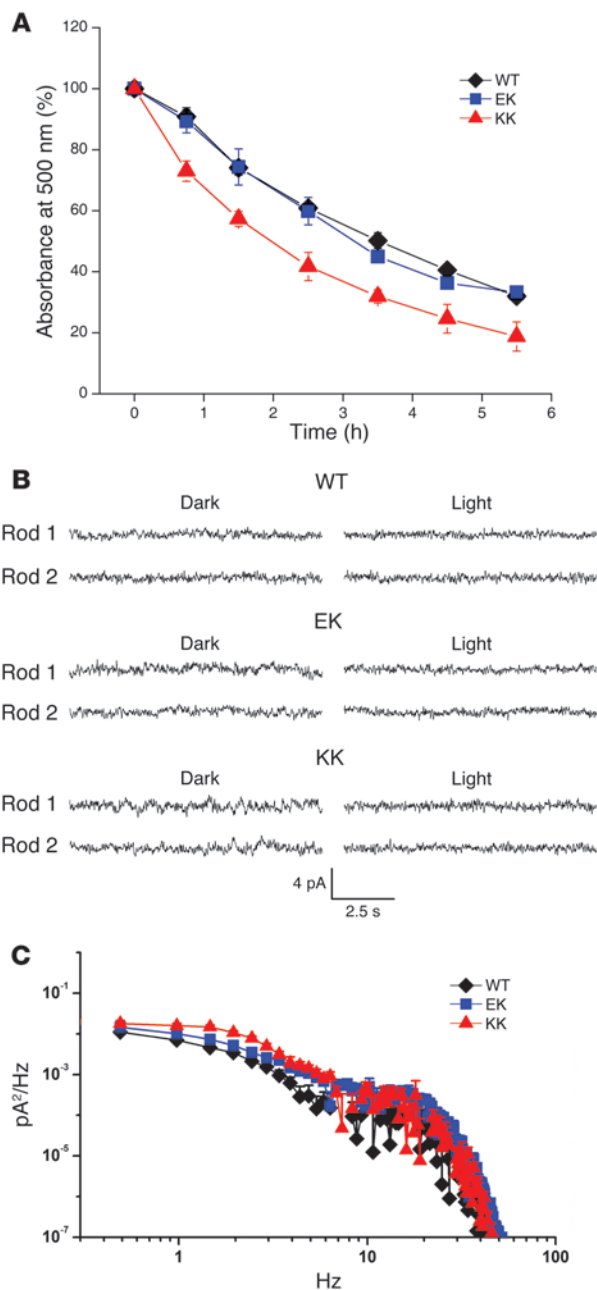 A
120
100
80
60
40
20
0
Absorbance at 500 nm (%)
WT
EK
KK
0 1 2 3 4 5 6
Time (h)
B
WT
Dark Light
Rod 1
Rod 2
EK
Dark Light
Rod 1
Rod 2
KK
Dark Light
Rod 1
Rod 2
4 pA
2.5 s
C
10⁻¹
10⁻³
10⁻⁵
10⁻⁷
pA²/Hz
WT
EK
KK
1 10 100
Hz